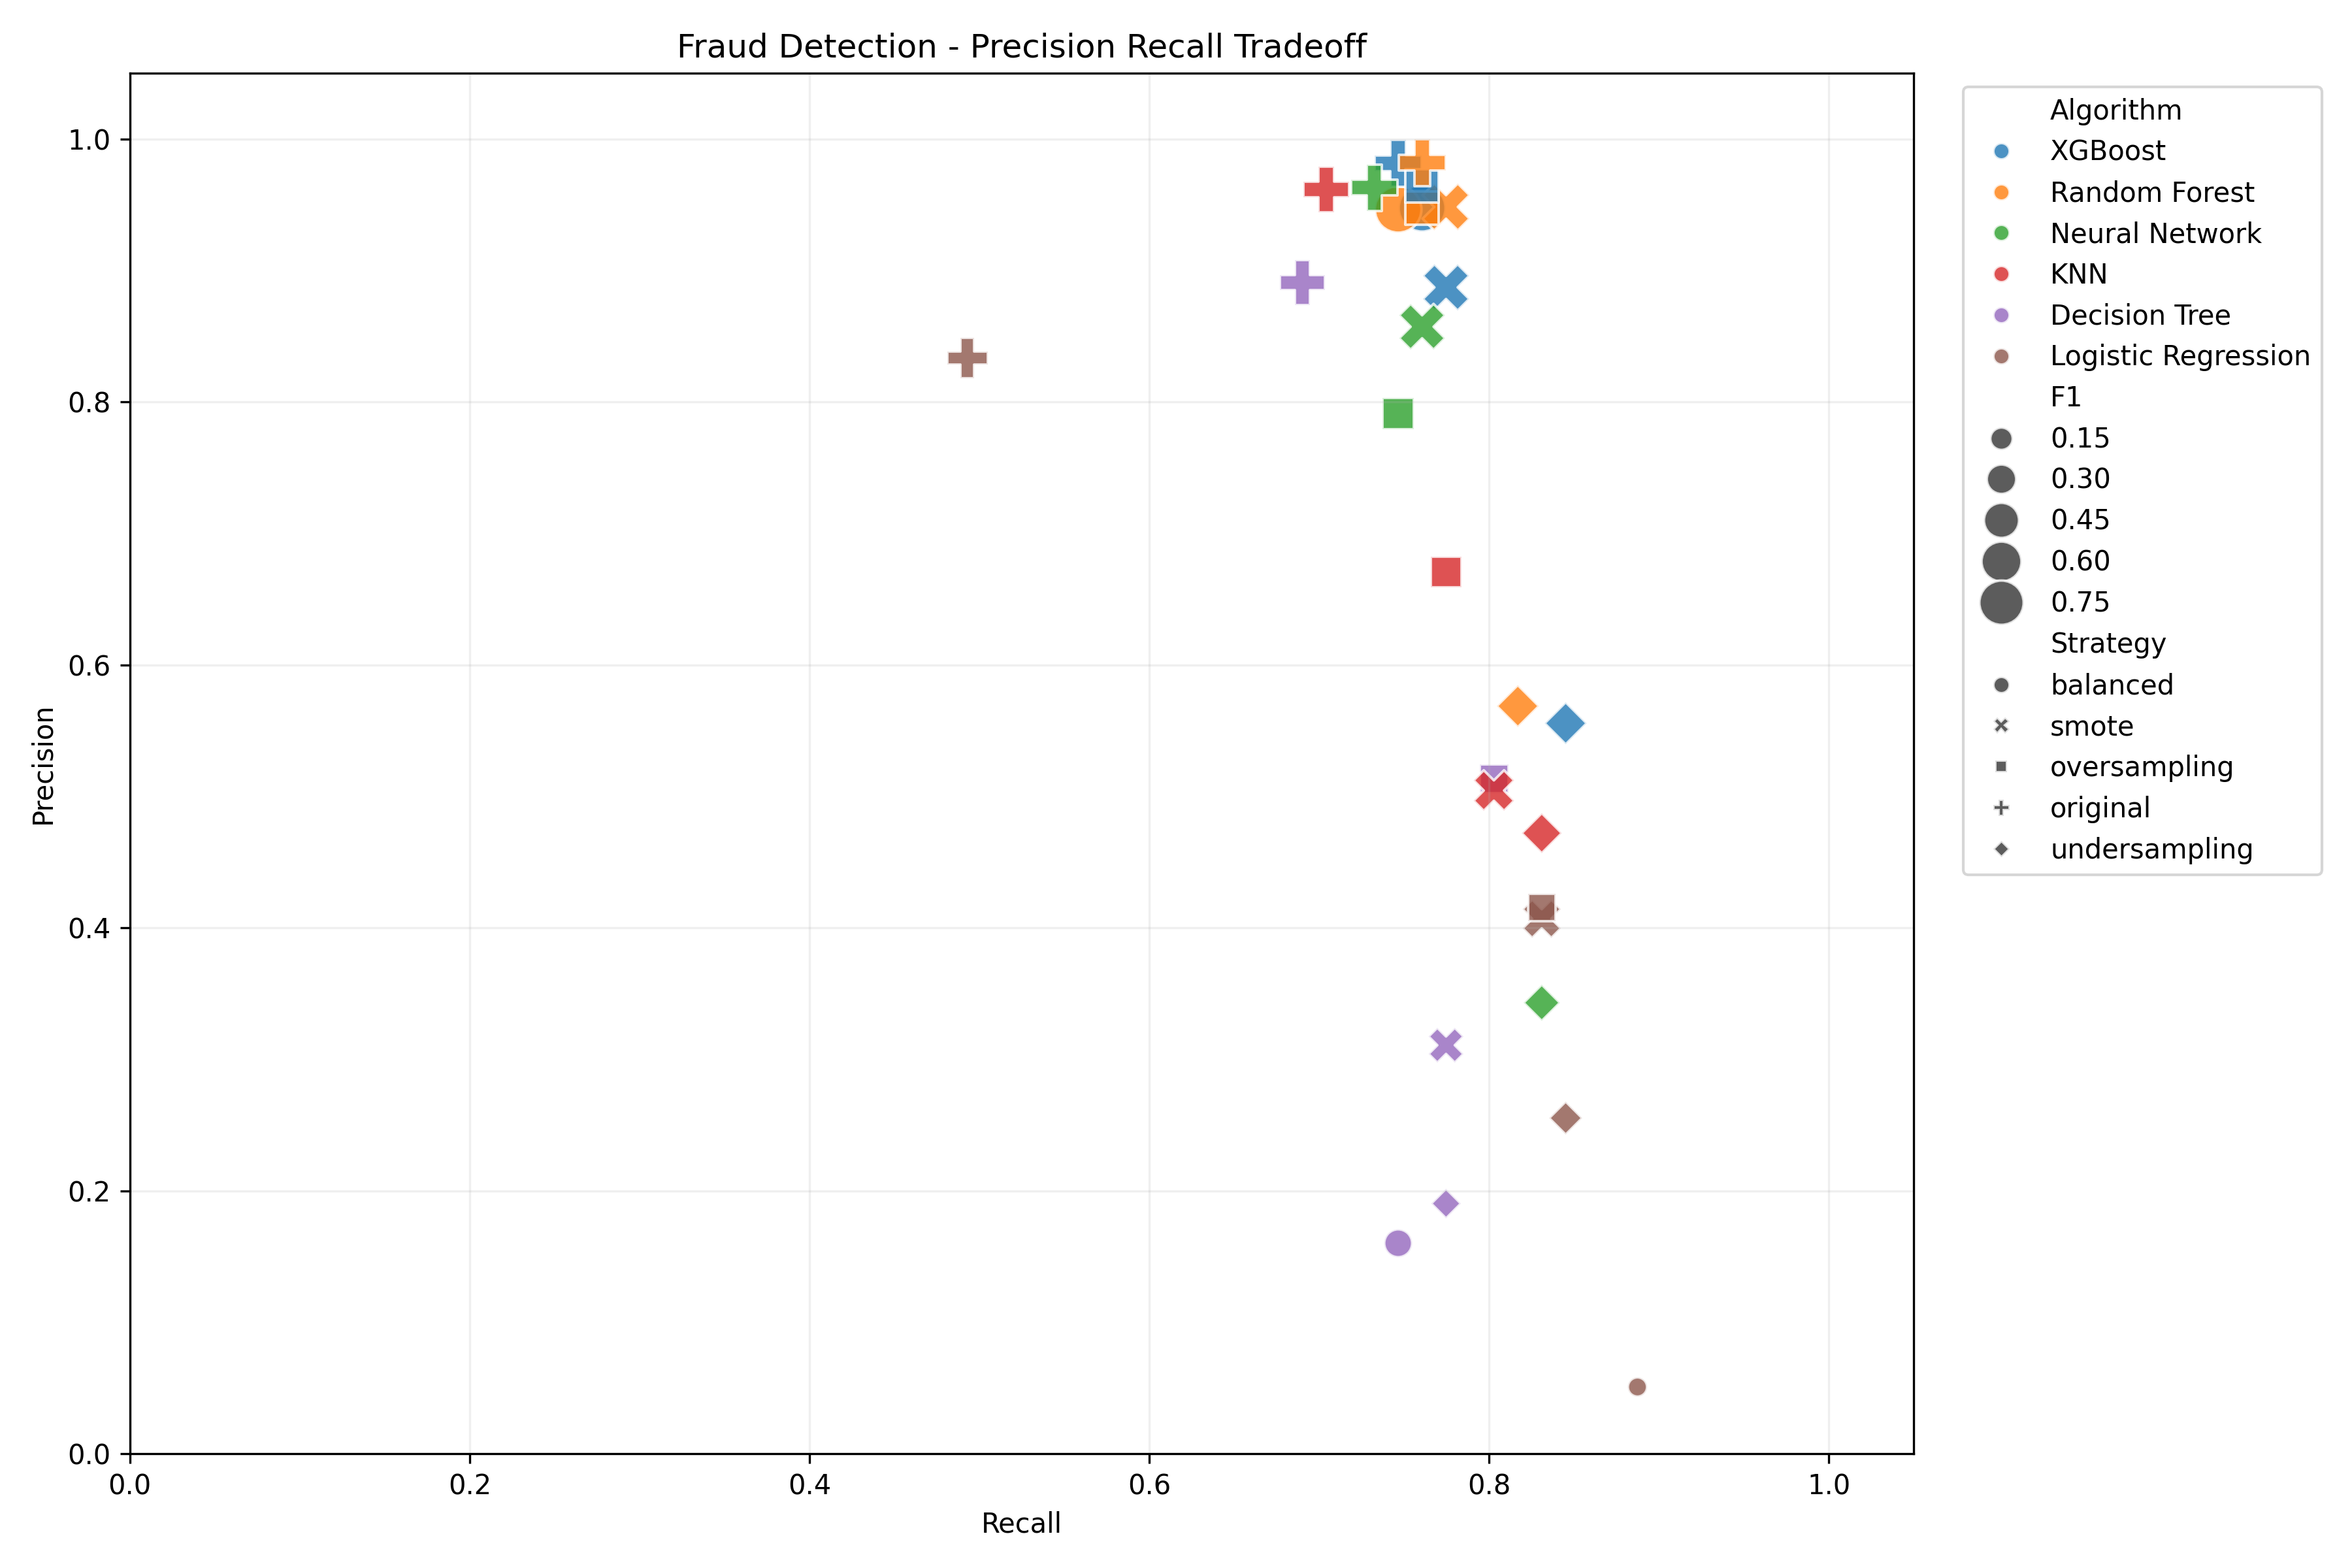 Fraud Detection - Precision Recall Tradeoff
Precision
1.0
0.8
0.6
0.4
0.2
0.0
0.0 0.2 0.4 0.6 0.8 1.0
Recall
Algorithm
XGBoost
Random Forest
Neural Network
KNN
Decision Tree
Logistic Regression
F1
0.15
0.30
0.45
0.60
0.75
Strategy
balanced
smote
oversampling
original
undersampling